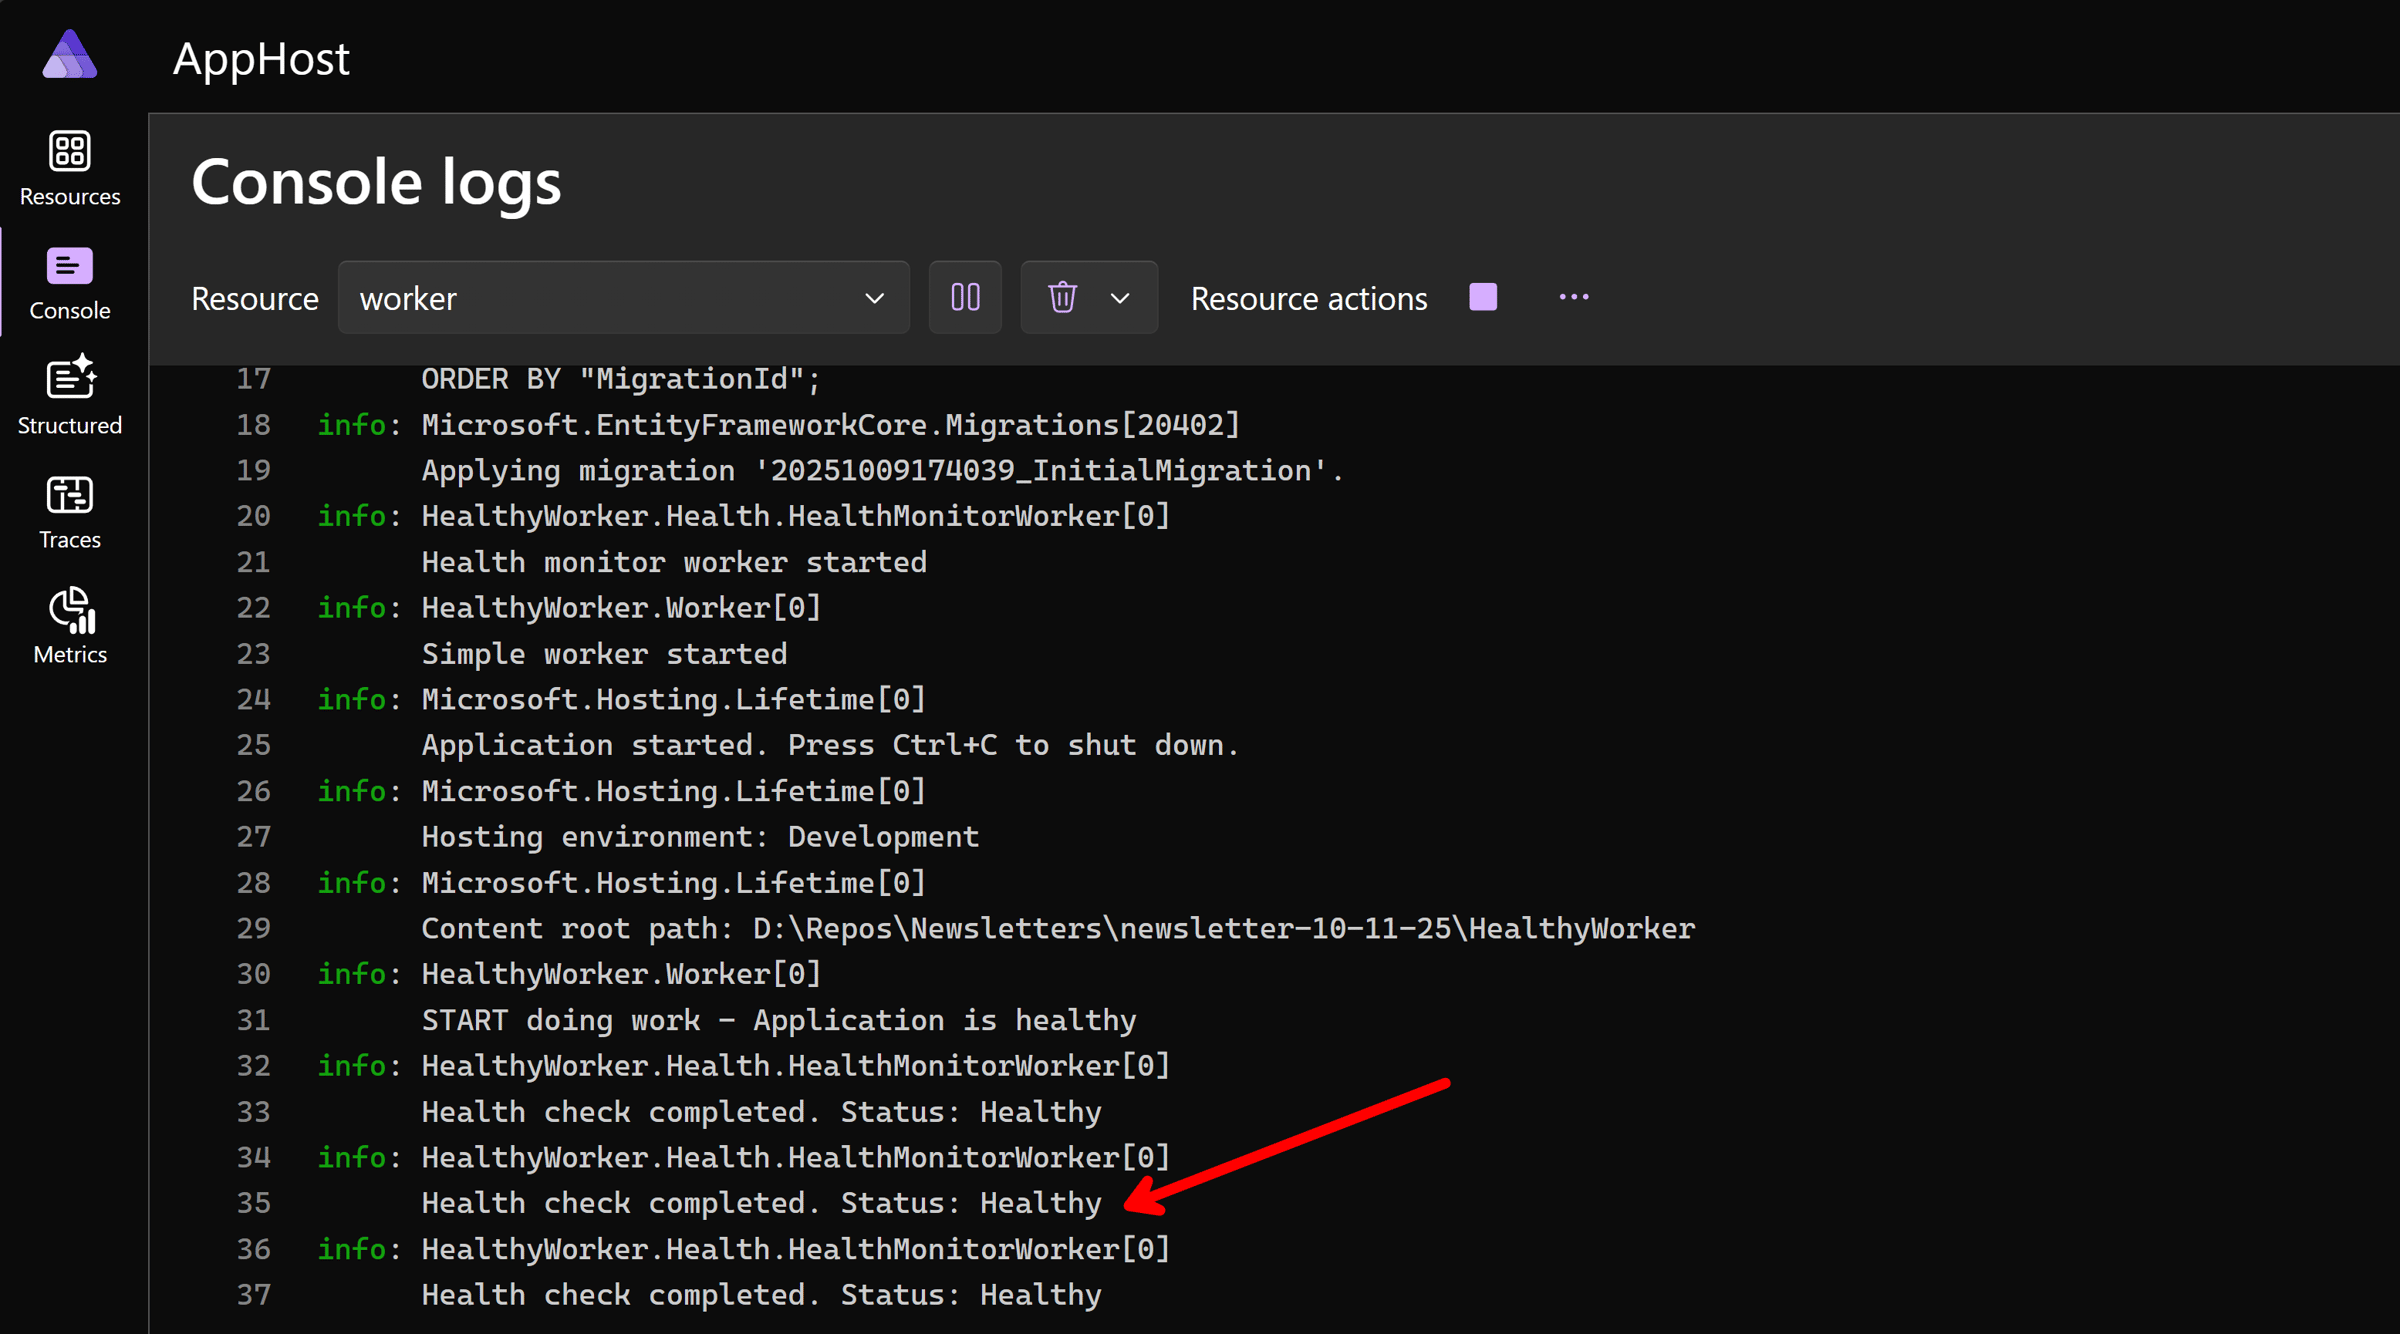 AppHost
Resources
Console
Structured
Traces
Metrics
Console logs
Resource worker Resource actions
17 ORDER BY "MigrationId";
18 info: Microsoft.EntityFrameworkCore.Migrations[20402]
19 Applying migration '20251009174039_InitialMigration'.
20 info: HealthyWorker.Health.HealthMonitorWorker[0]
21 Health monitor worker started
22 info: HealthyWorker.Worker[0]
23 Simple worker started
24 info: Microsoft.Hosting.Lifetime[0]
25 Application started. Press Ctrl+C to shut down.
26 info: Microsoft.Hosting.Lifetime[0]
27 Hosting environment: Development
28 info: Microsoft.Hosting.Lifetime[0]
29 Content root path: D:\Repos\Newsletters\newsletter-10-11-25\HealthyWorker
30 info: HealthyWorker.Worker[0]
31 START doing work - Application is healthy
32 info: HealthyWorker.Health.HealthMonitorWorker[0]
33 Health check completed. Status: Healthy
34 info: HealthyWorker.Health.HealthMonitorWorker[0]
35 Health check completed. Status: Healthy
36 info: HealthyWorker.Health.HealthMonitorWorker[0]
37 Health check completed. Status: Healthy